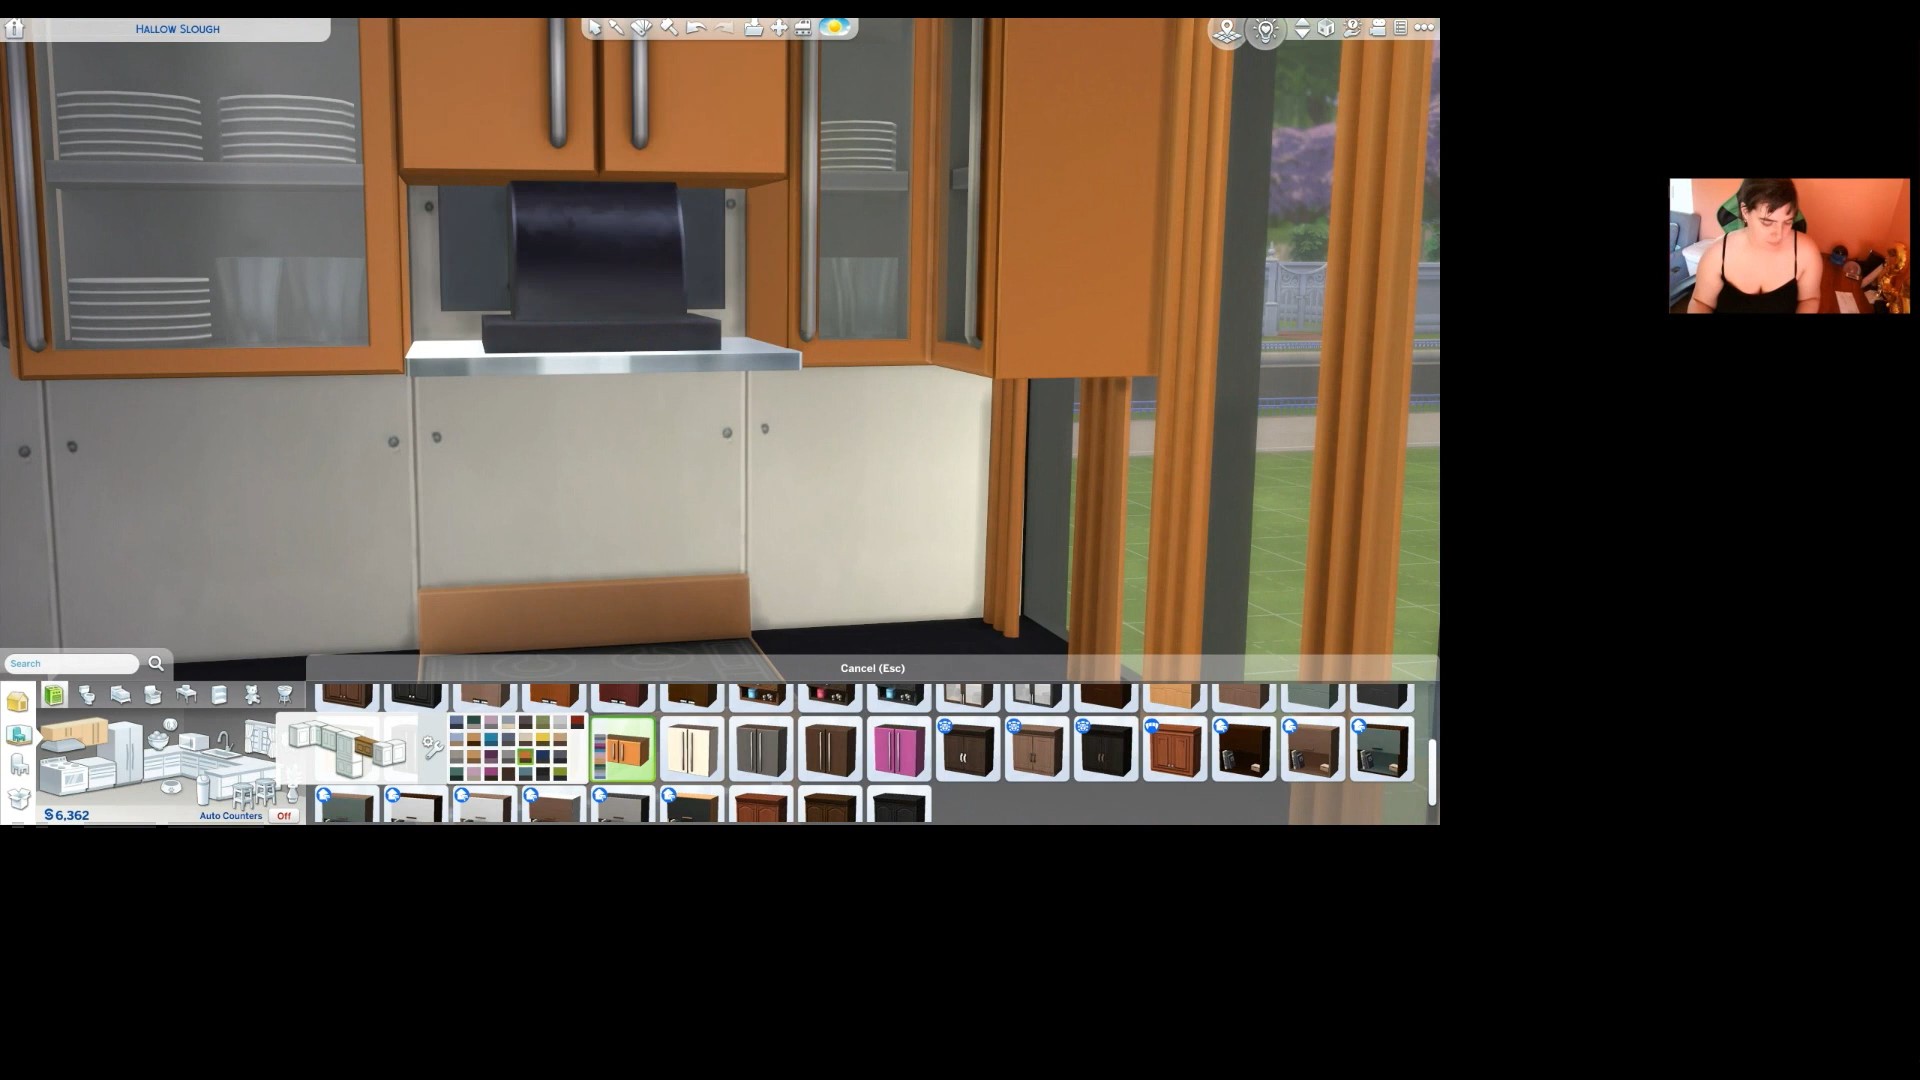 HALLOW SLOUGH
Cancel (Esc)
Search
§6,362
Auto Counters
Off